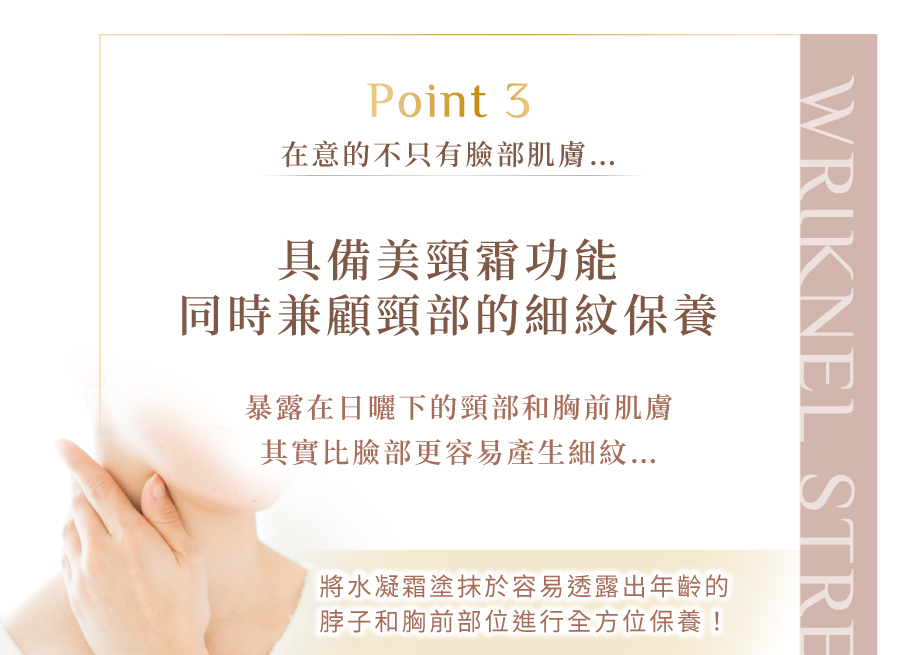 Point 3
在意的不只有臉部肌膚...
具備美頸霜功能
同時兼顧頸部的細紋保養
暴露在日曬下的頸部和胸前肌膚
其實比臉部更容易產生細紋...
將水凝霜塗抹於容易透露出年齡的
脖子和胸前部位進行全方位保養！
WRIKNEL STRE